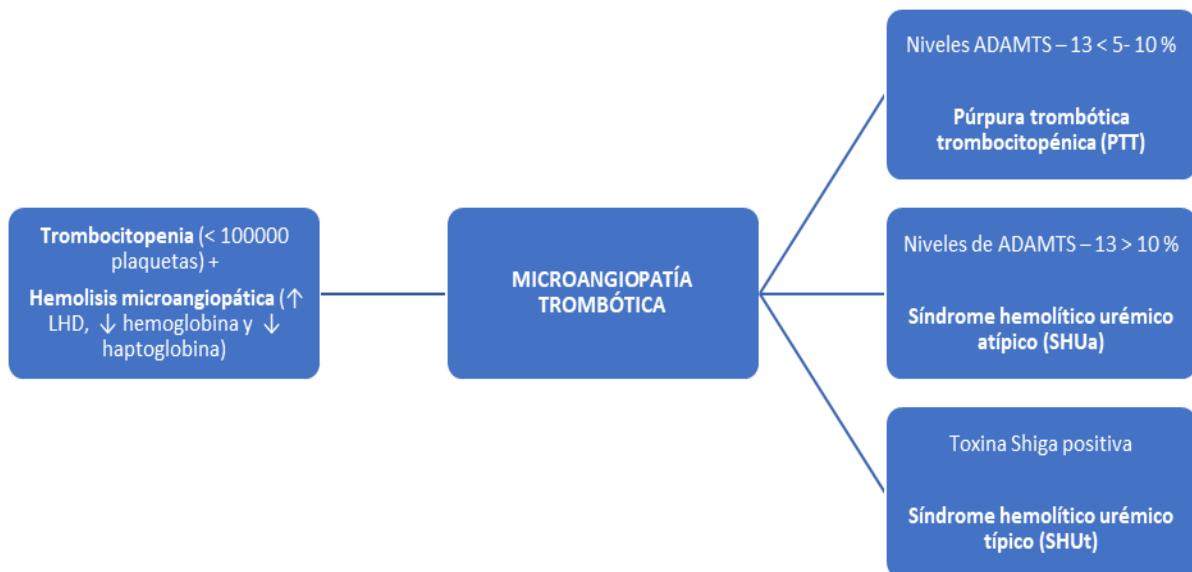 Trombocitopenia (< 100000
plaquetas) +
Hemolisis microangiopática (↑
LHD, ↓ hemoglobina y ↓
haptoglobina)
MICROANGIOPATÍA
TROMBÓTICA
Niveles ADAMTS – 13 < 5- 10 %
Púrpura trombótica
trombocitopénica (PTT)
Niveles de ADAMTS – 13 > 10 %
Síndrome hemolítico urémico
atípico (SHUa)
Toxina Shiga positiva
Síndrome hemolítico urémico
típico (SHUt)